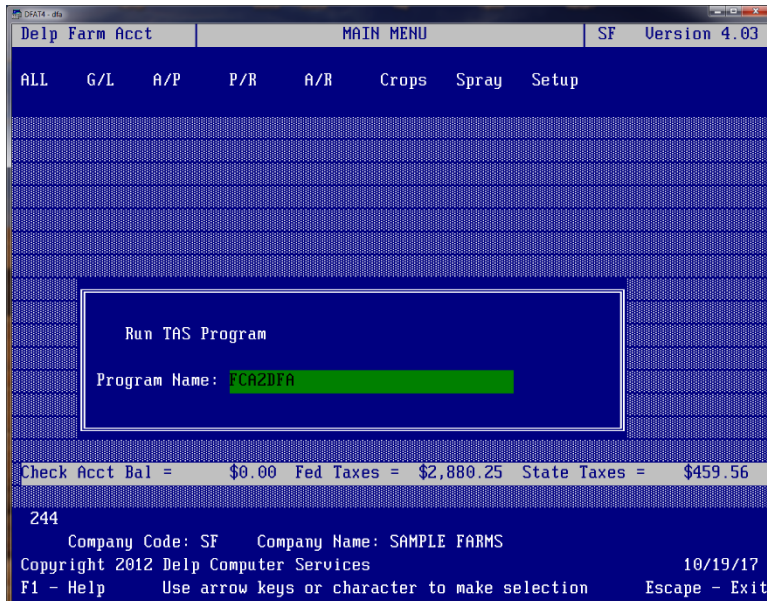 DFAT4 - dfa
Delp Farm Acct MAIN MENU SF Version 4.03
ALL G/L A/P P/R A/R Crops Spray Setup
Run TAS Program
Program Name: FCA2DFA
Check Acct Bal = $0.00 Fed Taxes = $2,880.25 State Taxes = $459.56
244
Company Code: SF Company Name: SAMPLE FARMS
Copyright 2012 Delp Computer Services 10/19/17
F1 - Help Use arrow keys or character to make selection Escape - Exit